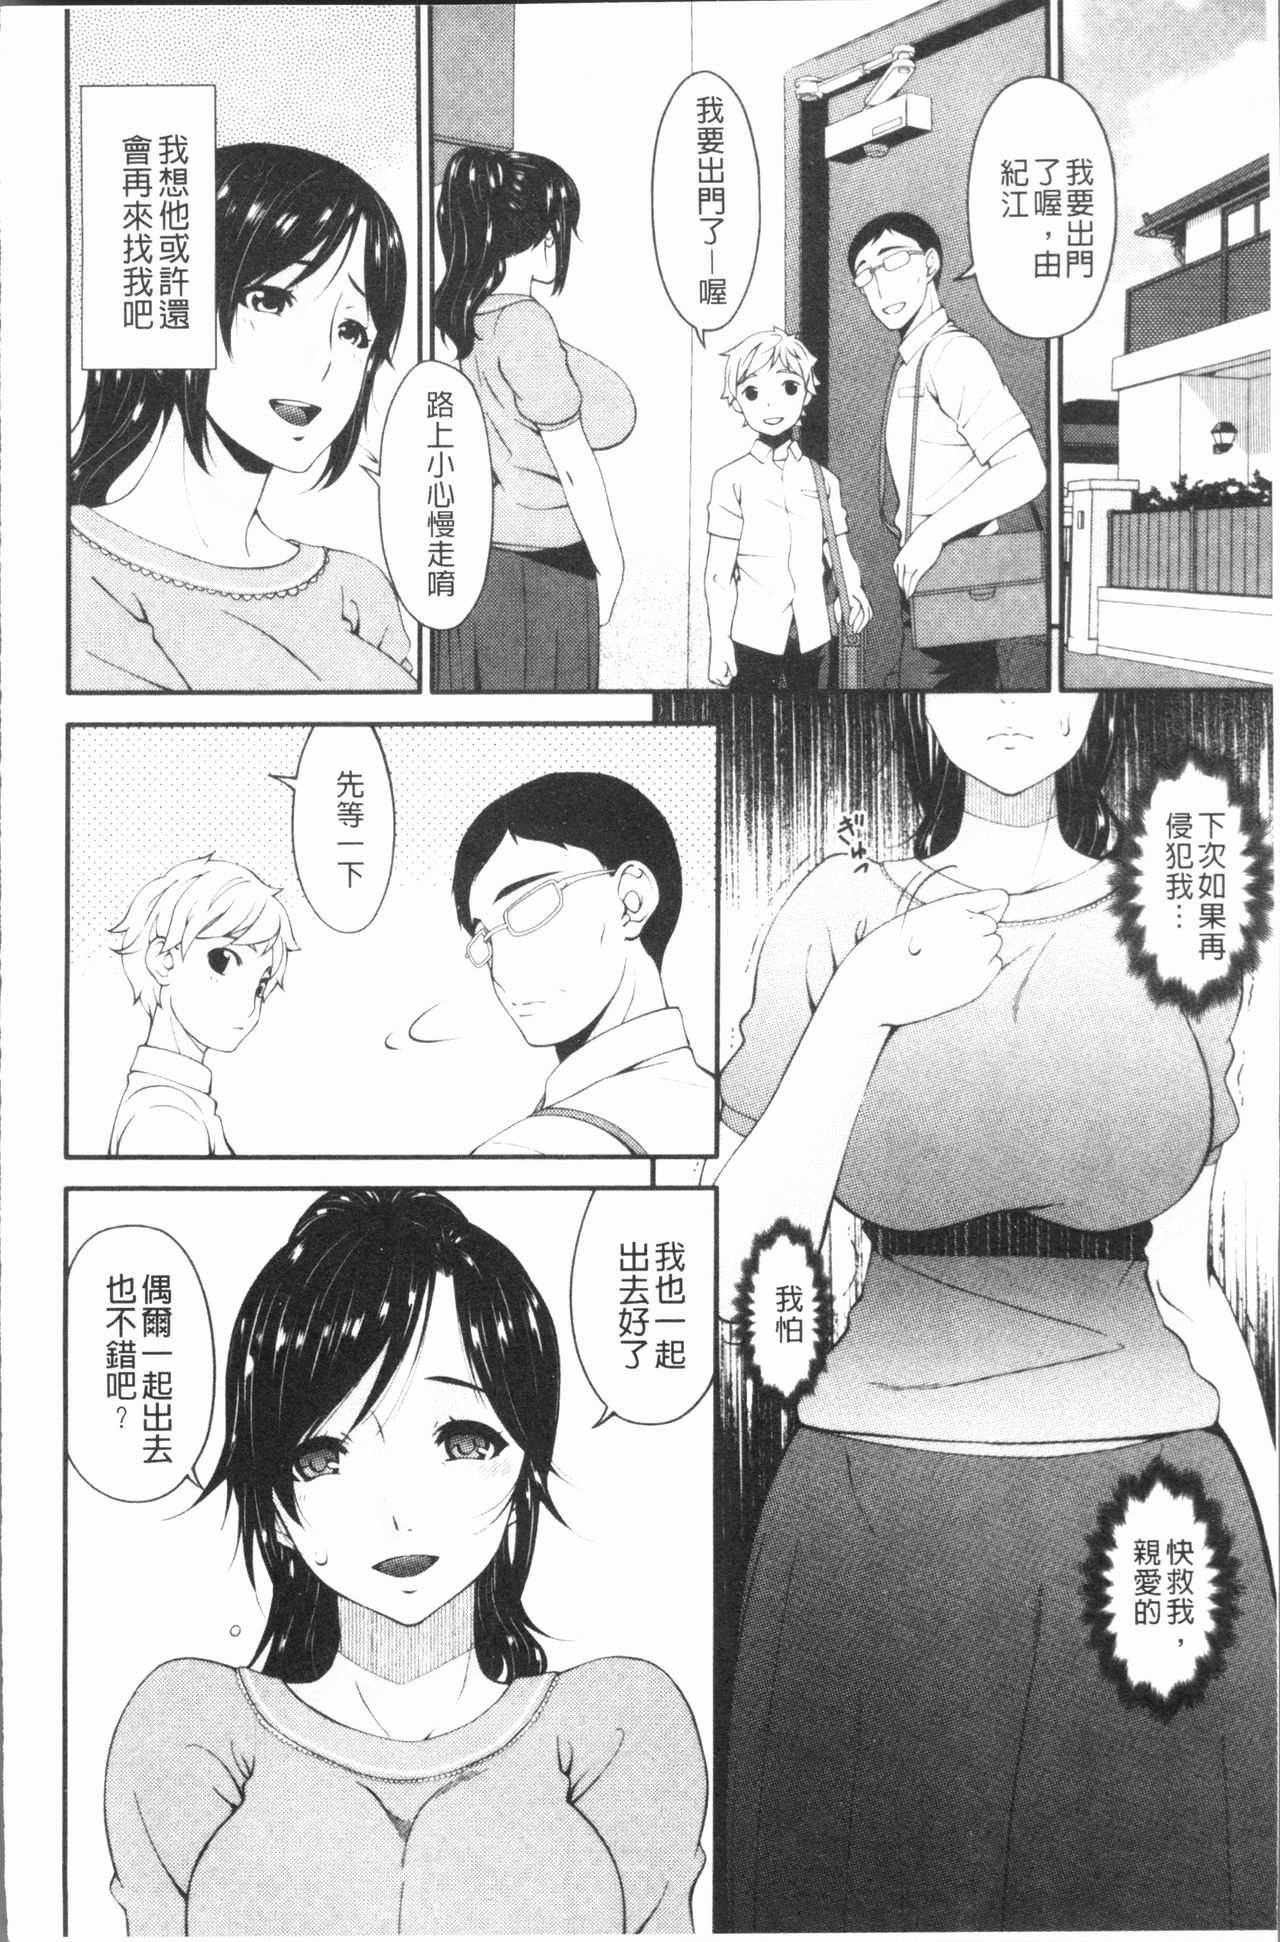 我要出門
了喔，由
紀江
我要出門了—喔
路上小心慢走唷
我想他或許還
會再來找我吧
下次如果再
侵犯我…
ぎゅっ
我怕
快救我，
親愛的
先等一下
我也一起
出去好了
偶爾一起出去
也不錯吧？